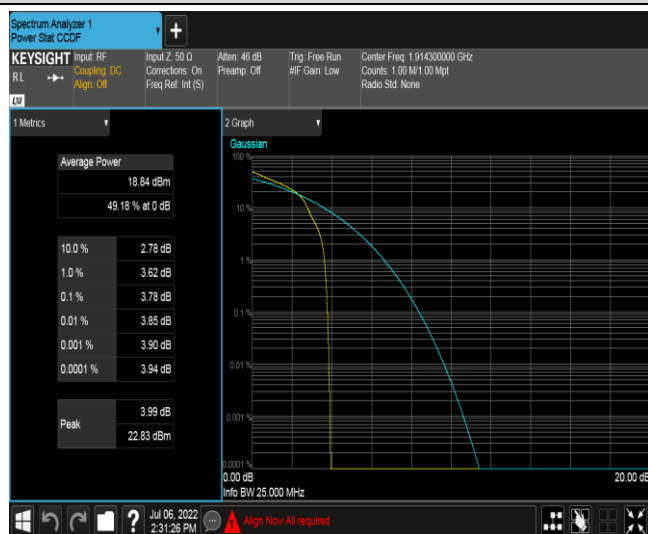 Spectrum Analyzer 1
Power Stat CCDF
+
KEYSIGHT
RL
LXI
Input: RF
Coupling: DC
Align: Off
Input Z: 50 Ω
Corrections: On
Freq Ref: Int (S)
Atten: 46 dB
Preamp: Off
Trig: Free Run
#IF Gain: Low
Center Freq: 1.914300000 GHz
Counts: 1.00 M/1.00 Mpt
Radio Std: None
1 Metrics
Average Power
18.84 dBm
49.18 % at 0 dB
10.0 % 2.78 dB
1.0 % 3.62 dB
0.1 % 3.78 dB
0.01 % 3.85 dB
0.001 % 3.90 dB
0.0001 % 3.94 dB
Peak
3.99 dB
22.83 dBm
2 Graph
Gaussian
100 %
10 %
1 %
0.1 %
0.01 %
0.001 %
0.0001 %
0.00 dB
20.00 dB
Info BW 25.000 MHz
?
Jul 06, 2022
2:31:26 PM
Align Now All required